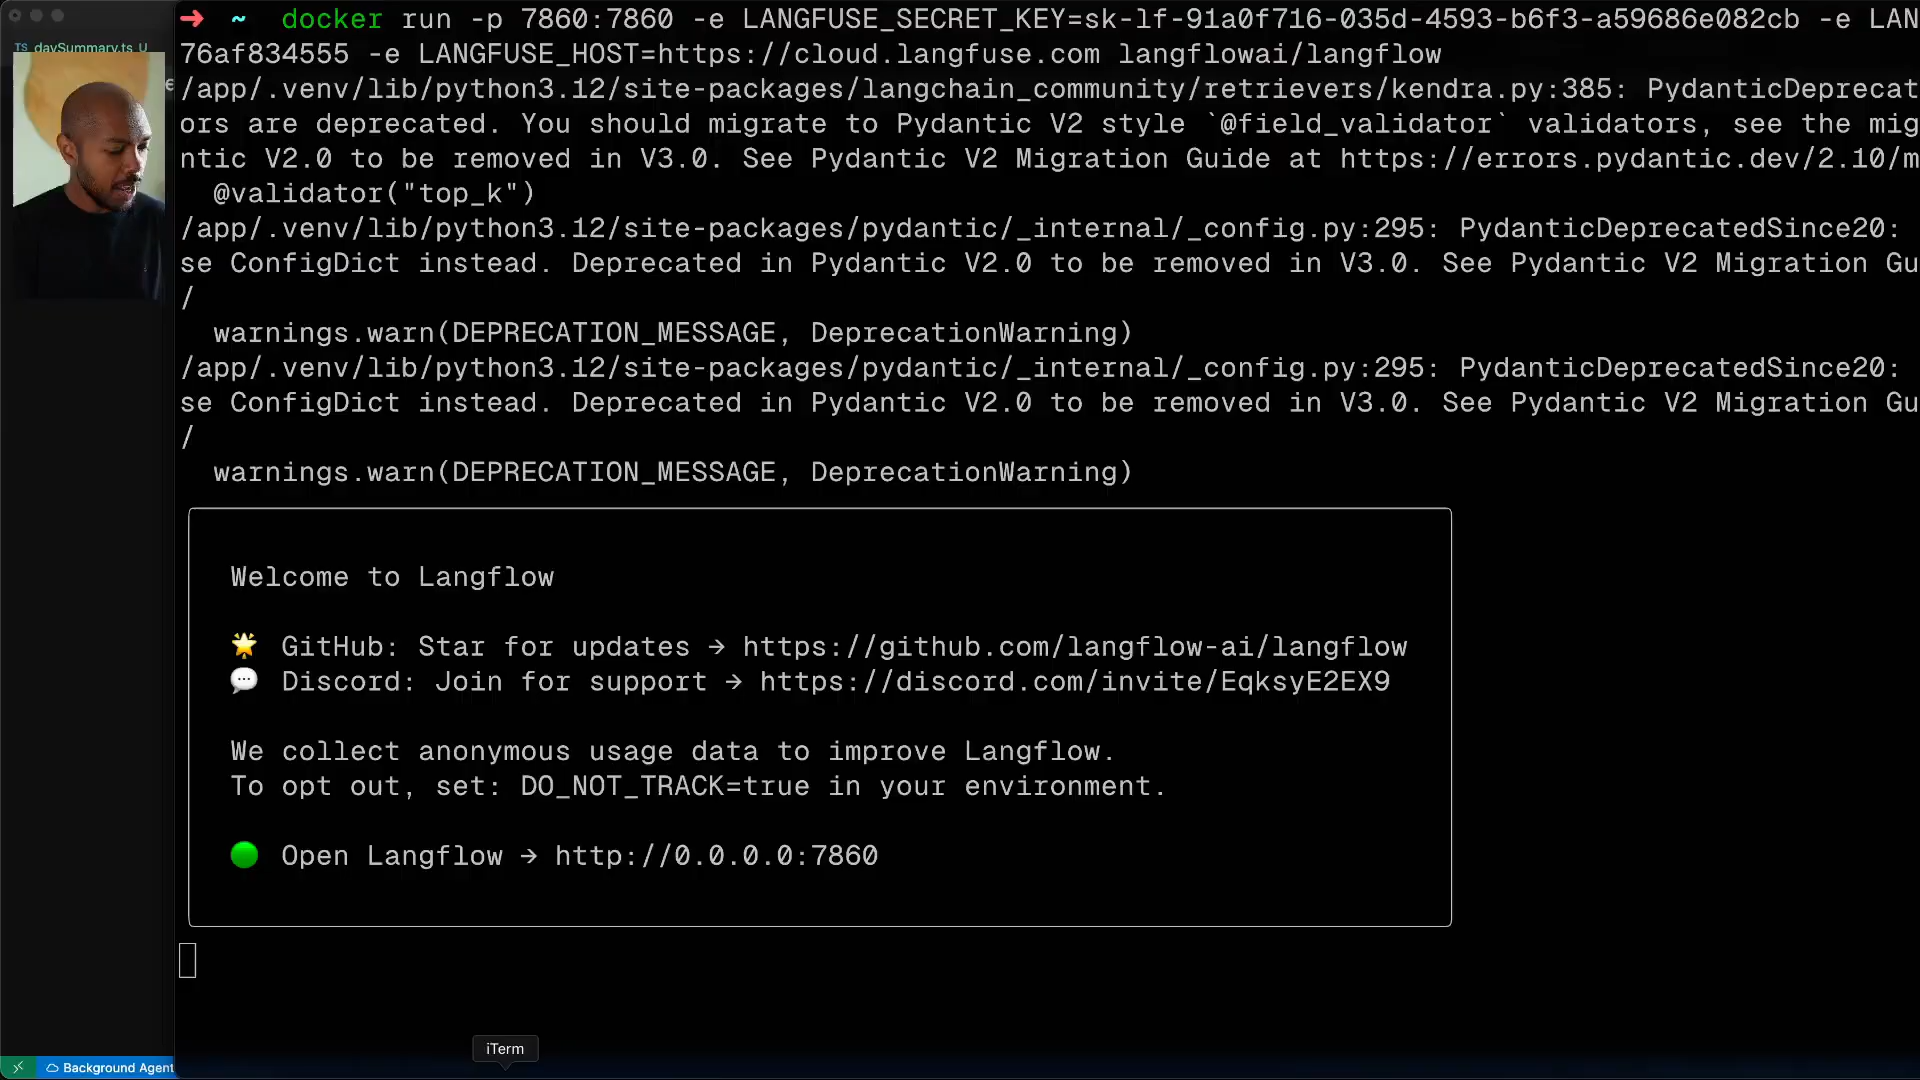 ➜ ~ docker run -p 7860:7860 -e LANGFUSE_SECRET_KEY=sk-lf-91a0f716-035d-4593-b6f3-a59686e082cb -e LAN
TS daySummary.ts U
76af834555 -e LANGFUSE_HOST=https://cloud.langfuse.com langflowai/langflow
/app/.venv/lib/python3.12/site-packages/langchain_community/retrievers/kendra.py:385: PydanticDeprecat
ors are deprecated. You should migrate to Pydantic V2 style `@field_validator` validators, see the mig
ntic V2.0 to be removed in V3.0. See Pydantic V2 Migration Guide at https://errors.pydantic.dev/2.10/m
@validator("top_k")
/app/.venv/lib/python3.12/site-packages/pydantic/_internal/_config.py:295: PydanticDeprecatedSince20:
se ConfigDict instead. Deprecated in Pydantic V2.0 to be removed in V3.0. See Pydantic V2 Migration Gu
/
warnings.warn(DEPRECATION_MESSAGE, DeprecationWarning)
/app/.venv/lib/python3.12/site-packages/pydantic/_internal/_config.py:295: PydanticDeprecatedSince20:
se ConfigDict instead. Deprecated in Pydantic V2.0 to be removed in V3.0. See Pydantic V2 Migration Gu
/
warnings.warn(DEPRECATION_MESSAGE, DeprecationWarning)
Welcome to Langflow
🌟 GitHub: Star for updates → https://github.com/langflow-ai/langflow
💬 Discord: Join for support → https://discord.com/invite/EqksyE2EX9
We collect anonymous usage data to improve Langflow.
To opt out, set: DO_NOT_TRACK=true in your environment.
🟢 Open Langflow → http://0.0.0.0:7860
iTerm
Background Agent